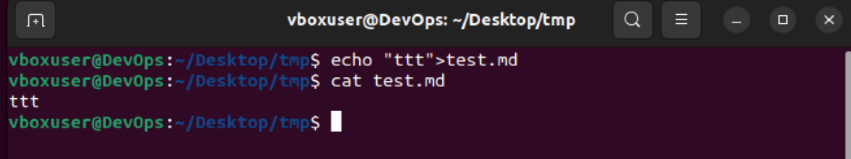 vboxuser@DevOps: ~/Desktop/tmp
vboxuser@DevOps:~/Desktop/tmp$ echo "ttt">test.md
vboxuser@DevOps:~/Desktop/tmp$ cat test.md
ttt
vboxuser@DevOps:~/Desktop/tmp$